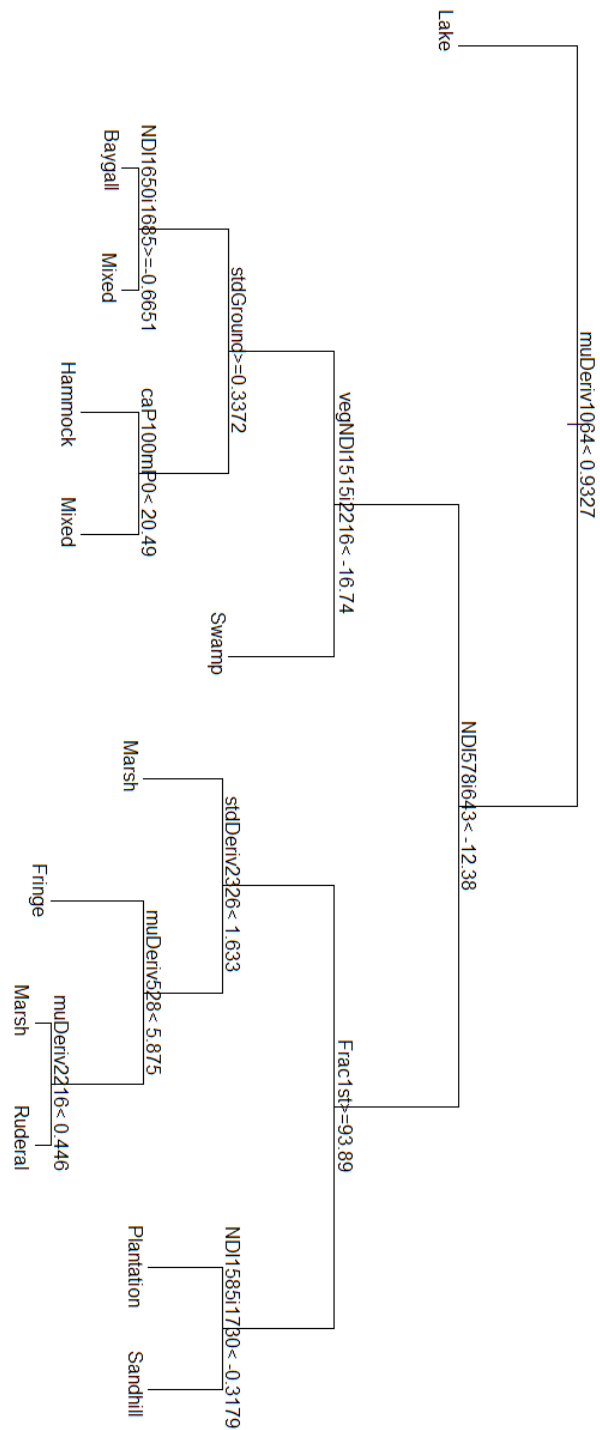 muDeriv1064< 0.9327
Lake
NDI578i643< -12.38
vegNDI1515i2216< -16.74
Frac1st>=93.89
stdGround>=0.3372
Swamp
stdDeriv2326< 1.633
NDI1585i1730< -0.3179
NDI1650i1685>=-0.6651
caP100mP0< 20.49
Marsh
muDeriv528< 5.875
Plantation
Sandhill
Baygall
Mixed
Hammock
Mixed
Fringe
muDeriv2216< 0.446
Marsh
Ruderal